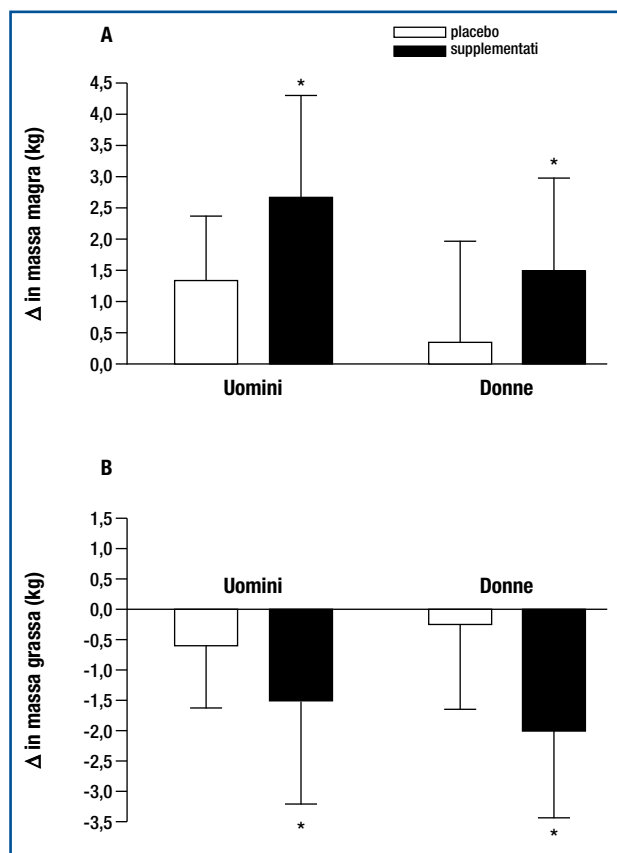 A
placebo
supplementati
Δ in massa magra (kg)
4,5
4,0
3,5
3,0
2,5
2,0
1,5
1,0
0,5
0,0
*
*
Uomini
Donne
B
Δ in massa grassa (kg)
1,5
1,0
0,5
0,0
-0,5
-1,0
-1,5
-2,0
-2,5
-3,0
-3,5
Uomini
Donne
*
*